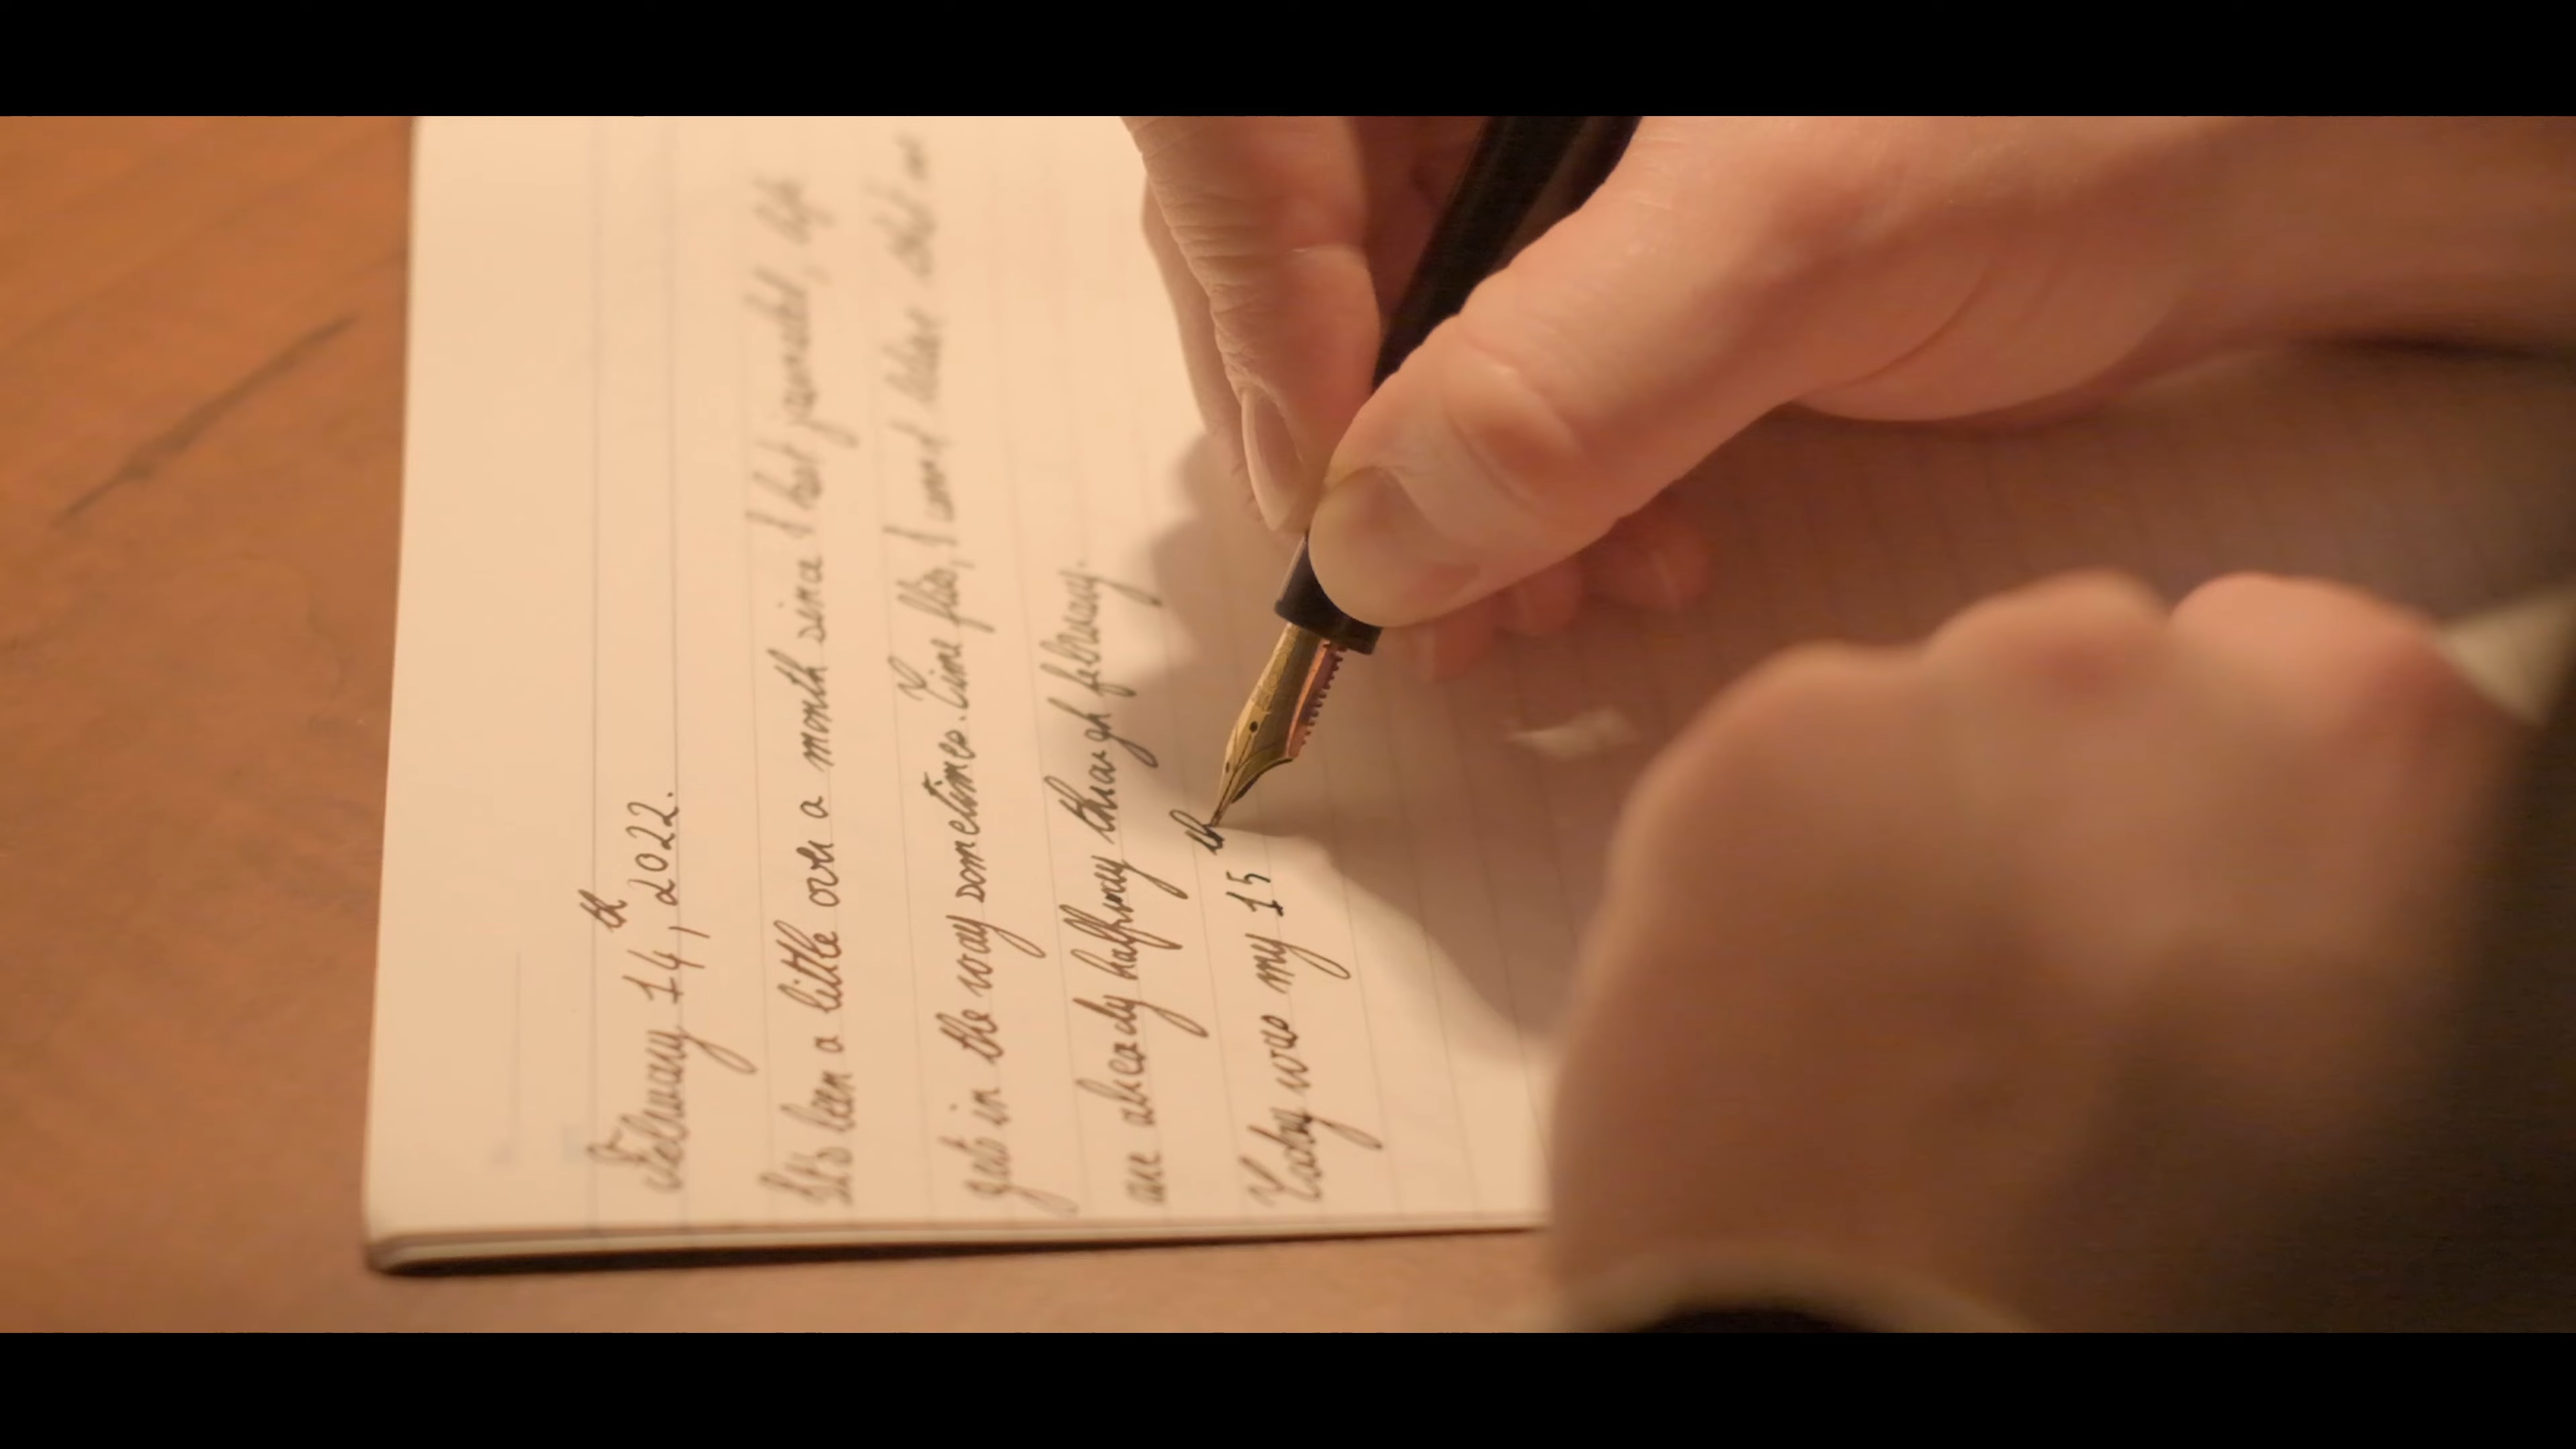 February 14th, 2022.
It's been a little over a month since I last journaled, life
gets in the way sometimes. Time flies, I can't believe that we
are already halfway through february.
Today was my 15th